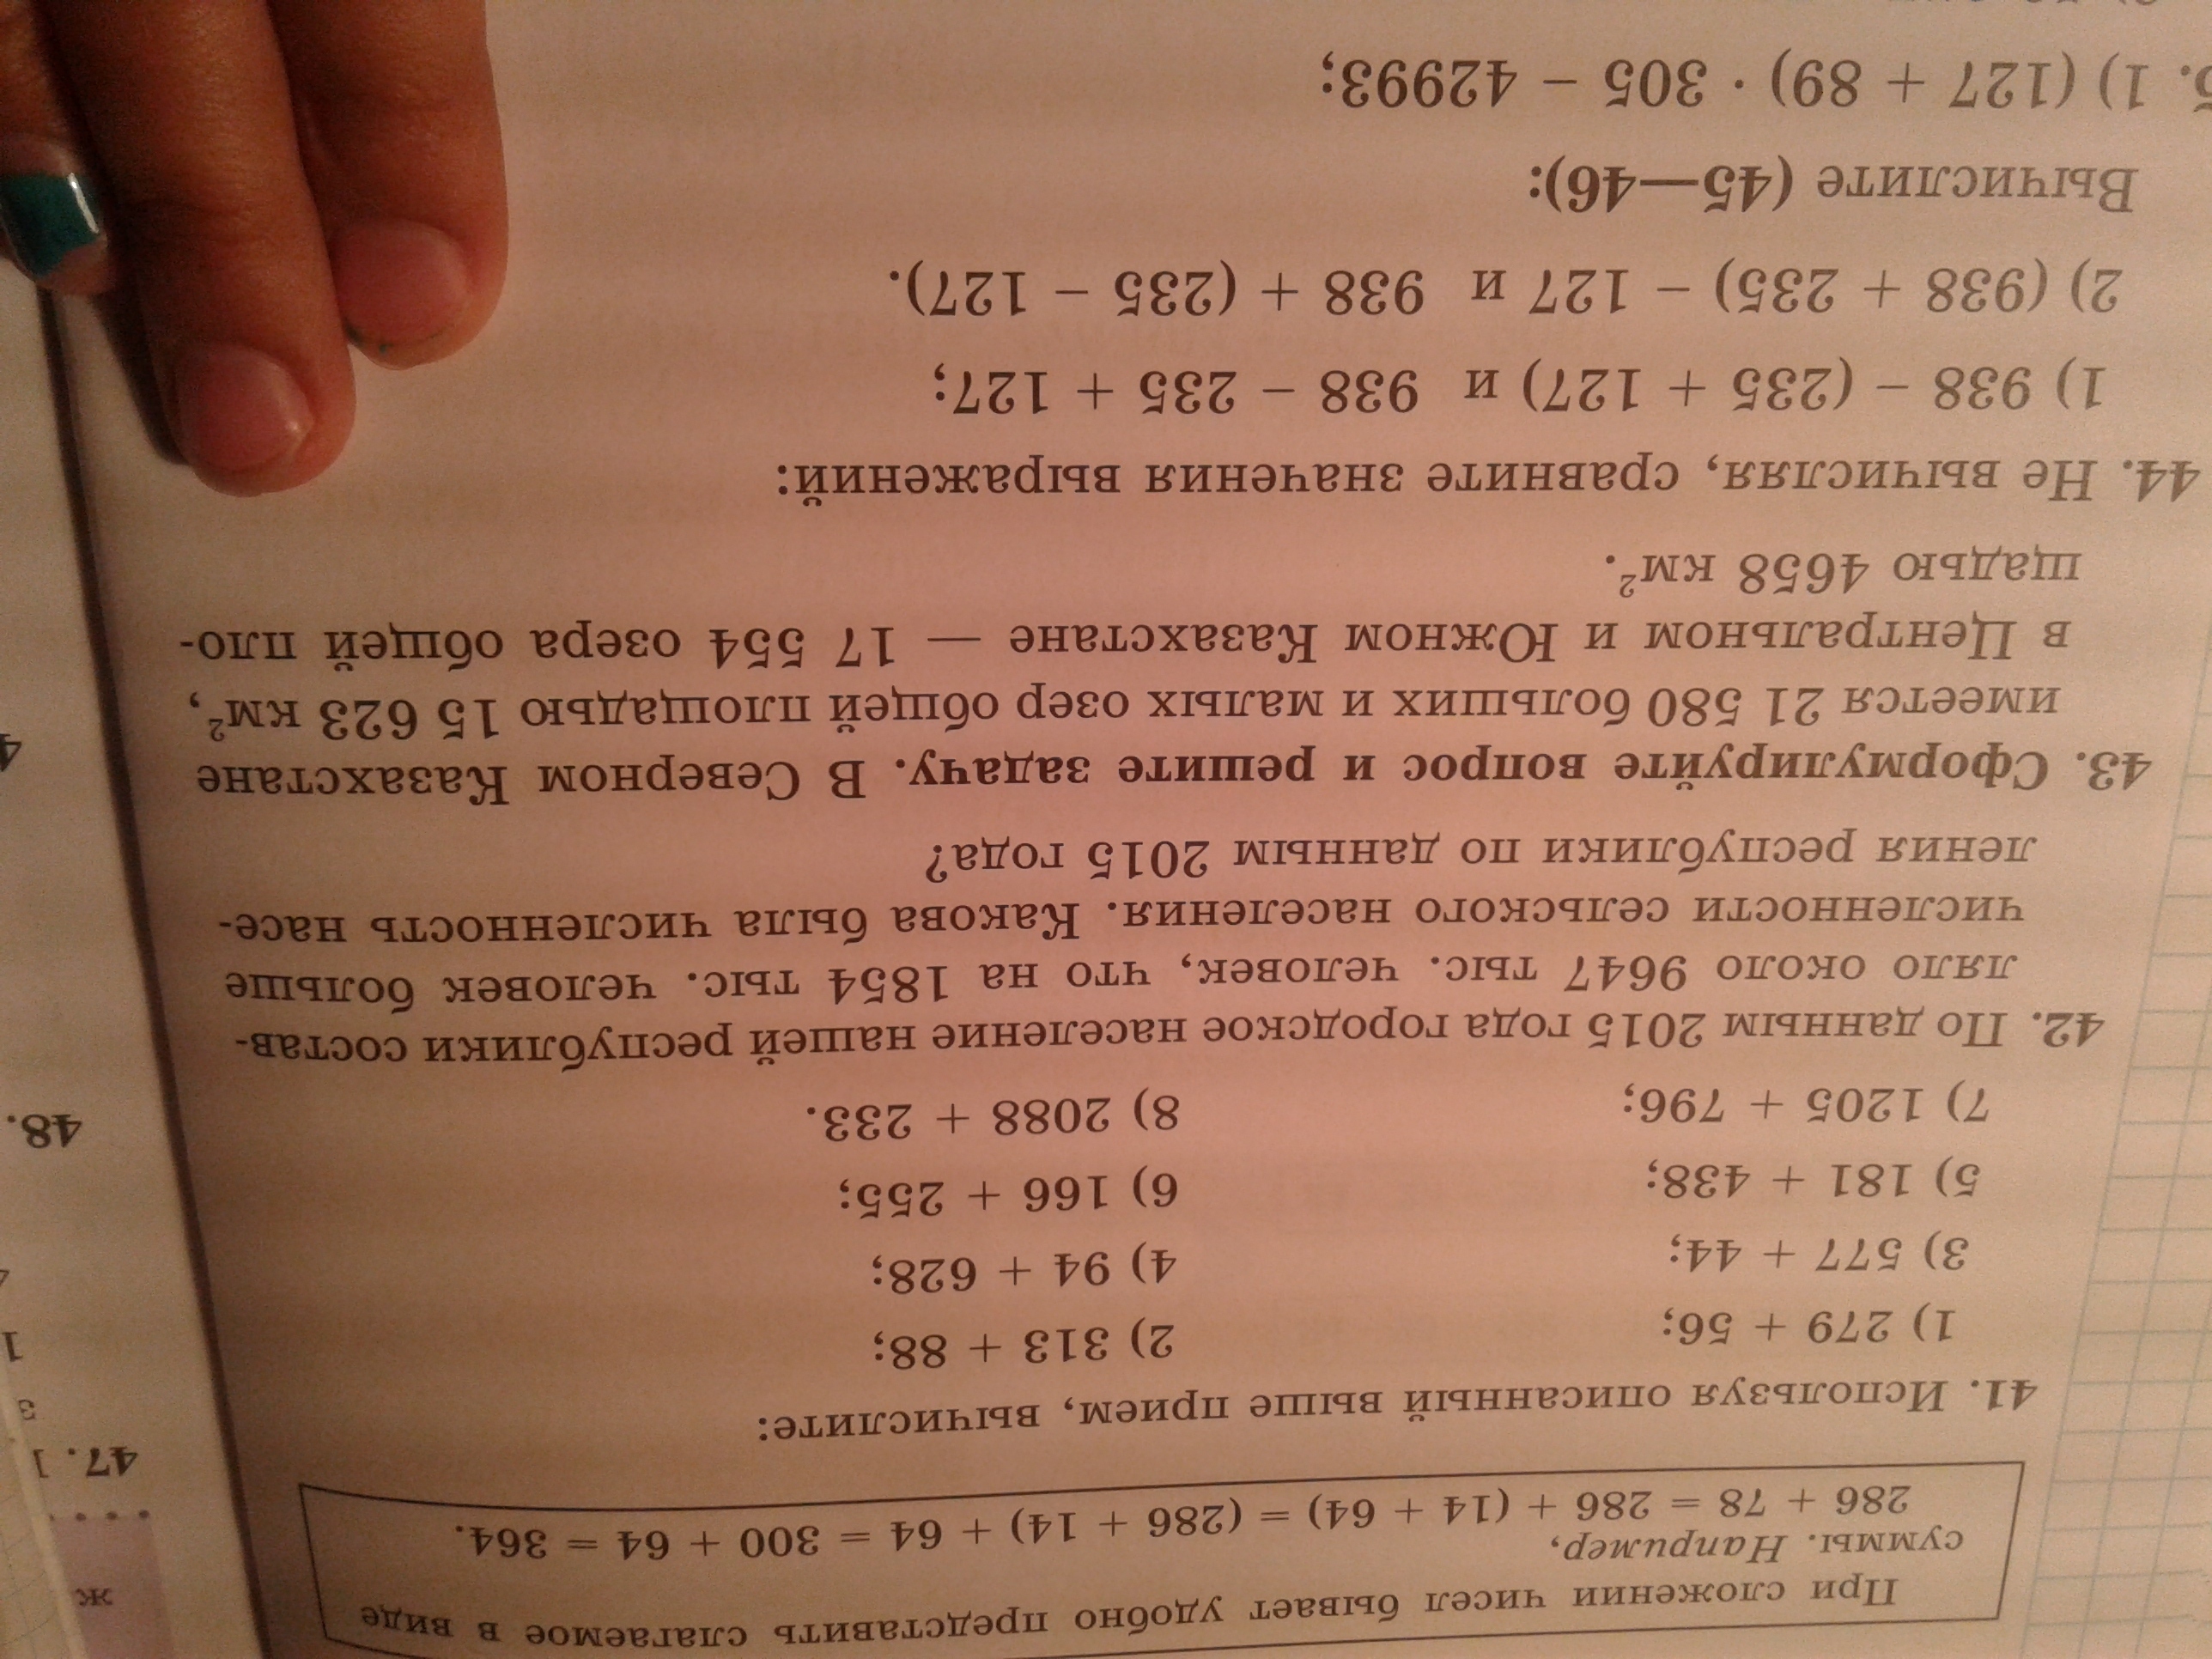 При сложении чисел бывает удобно представить слагаемое в виде
суммы. Например,
286 + 78 = 286 + (14 + 64) = (286 + 14) + 64 = 300 + 64 = 364.
41. Используя описанный выше прием, вычислите:
1) 279 + 56; 2) 313 + 88;
3) 577 + 44; 4) 94 + 628;
5) 181 + 438; 6) 166 + 255;
7) 1205 + 796; 8) 2088 + 233.
42. По данным 2015 года городское население нашей республики состав-
ляло около 9647 тыс. человек, что на 1854 тыс. человек больше
численности сельского населения. Какова была численность насе-
ления республики по данным 2015 года?
43. Сформулируйте вопрос и решите задачу. В Северном Казахстане
имеется 21 580 больших и малых озер общей площадью 15 623 км²,
в Центральном и Южном Казахстане — 17 554 озера общей пло-
щадью 4658 км².
44. Не вычисляя, сравните значения выражений:
1) 938 – (235 + 127) и 938 – 235 + 127;
2) (938 + 235) – 127 и 938 + (235 – 127).
Вычислите (45—46):
5. 1) (127 + 89) · 305 – 42993;
ж
47. 1
3
1
48.
4